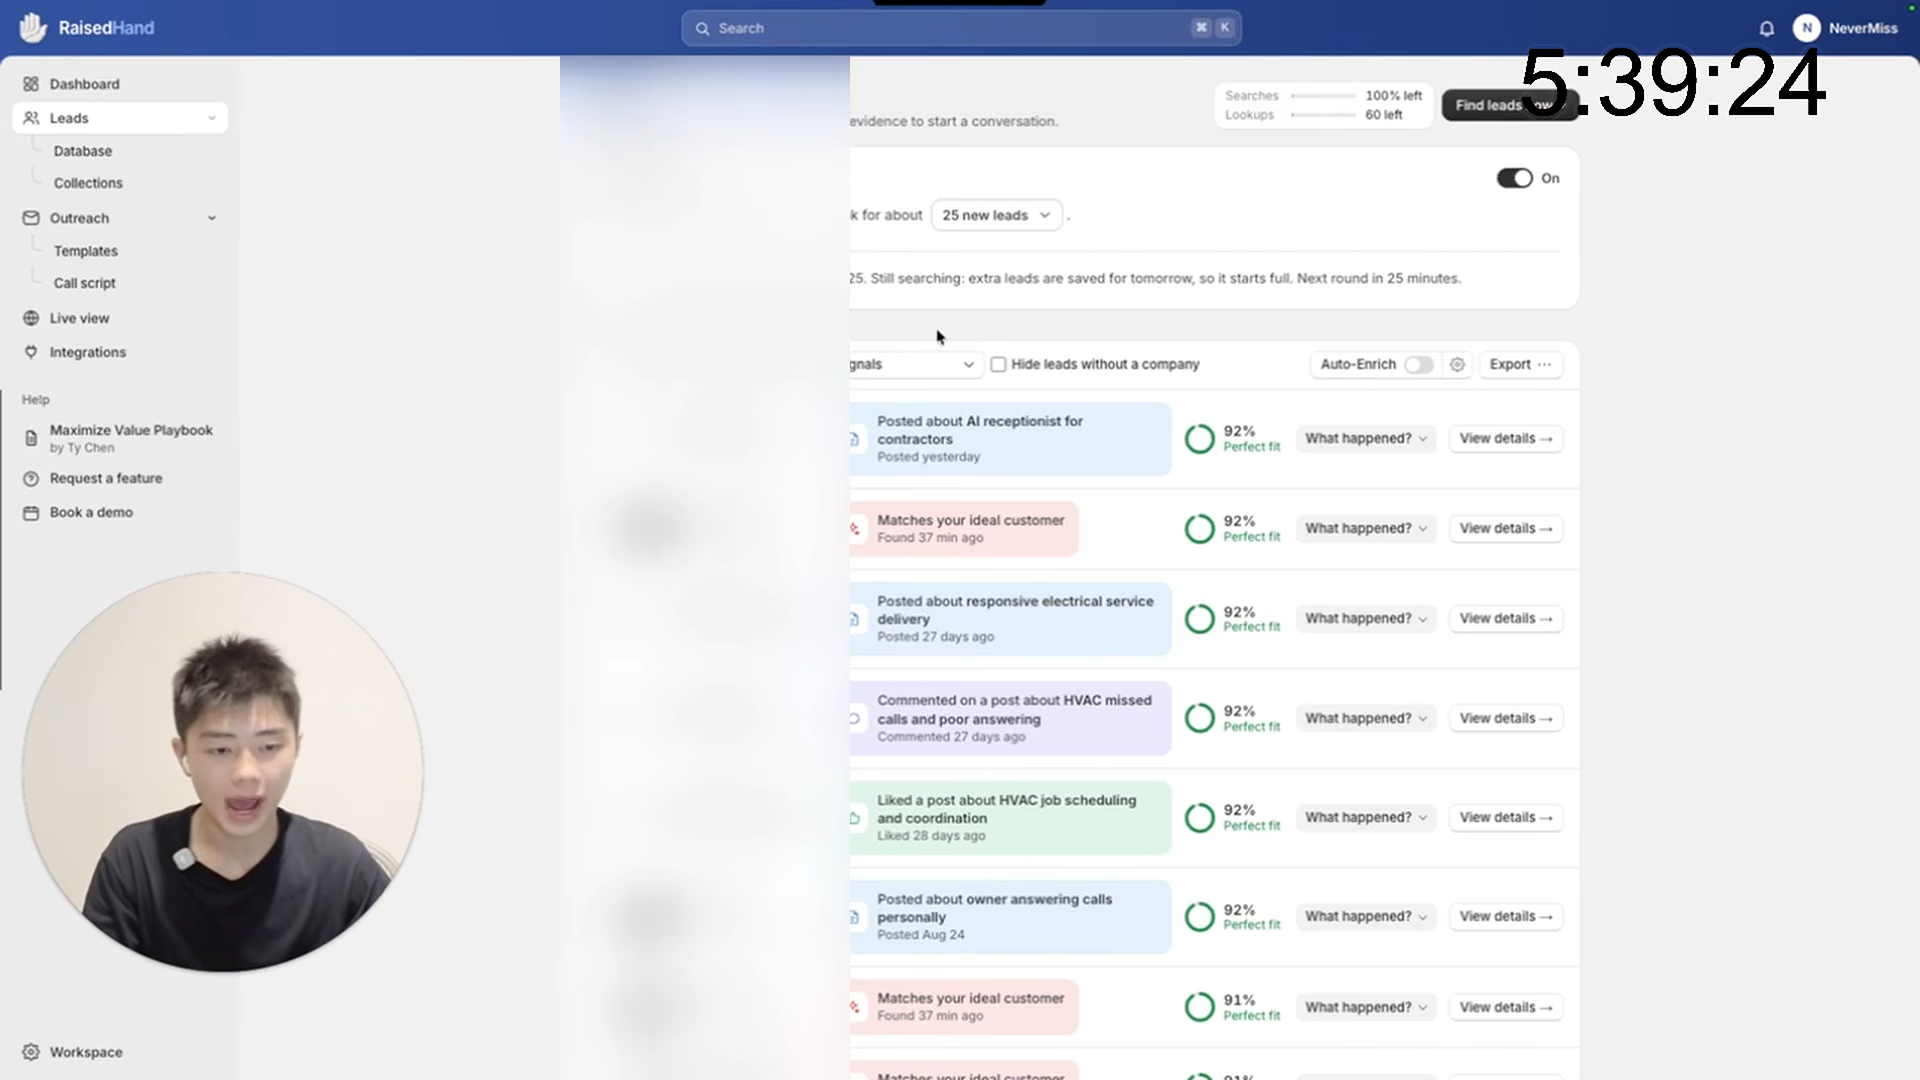 RaisedHand
Search
⌘ K
N
NeverMiss
5:39:24
Dashboard
Leads
Database
Collections
Outreach
Templates
Call script
Live view
Integrations
Help
Maximize Value Playbook
by Ty Chen
Request a feature
Book a demo
Workspace
evidence to start a conversation.
Searches 100% left
Lookups 60 left
Find leads
On
k for about 25 new leads .
25. Still searching: extra leads are saved for tomorrow, so it starts full. Next round in 25 minutes.
gnals
Hide leads without a company
Auto-Enrich
Export ···
Posted about AI receptionist for
contractors
Posted yesterday
92%
Perfect fit
What happened?
View details →
Matches your ideal customer
Found 37 min ago
92%
Perfect fit
What happened?
View details →
Posted about responsive electrical service
delivery
Posted 27 days ago
92%
Perfect fit
What happened?
View details →
Commented on a post about HVAC missed
calls and poor answering
Commented 27 days ago
92%
Perfect fit
What happened?
View details →
Liked a post about HVAC job scheduling
and coordination
Liked 28 days ago
92%
Perfect fit
What happened?
View details →
Posted about owner answering calls
personally
Posted Aug 24
92%
Perfect fit
What happened?
View details →
Matches your ideal customer
Found 37 min ago
91%
Perfect fit
What happened?
View details →
Matches your ideal customer
91%